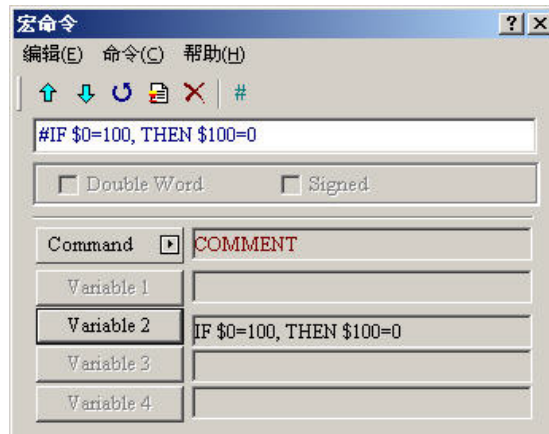 宏命令
编辑(E) 命令(C) 帮助(H)
#
#IF $0=100, THEN $100=0
Double Word Signed
Command COMMENT
Variable 1
Variable 2 IF $0=100, THEN $100=0
Variable 3
Variable 4